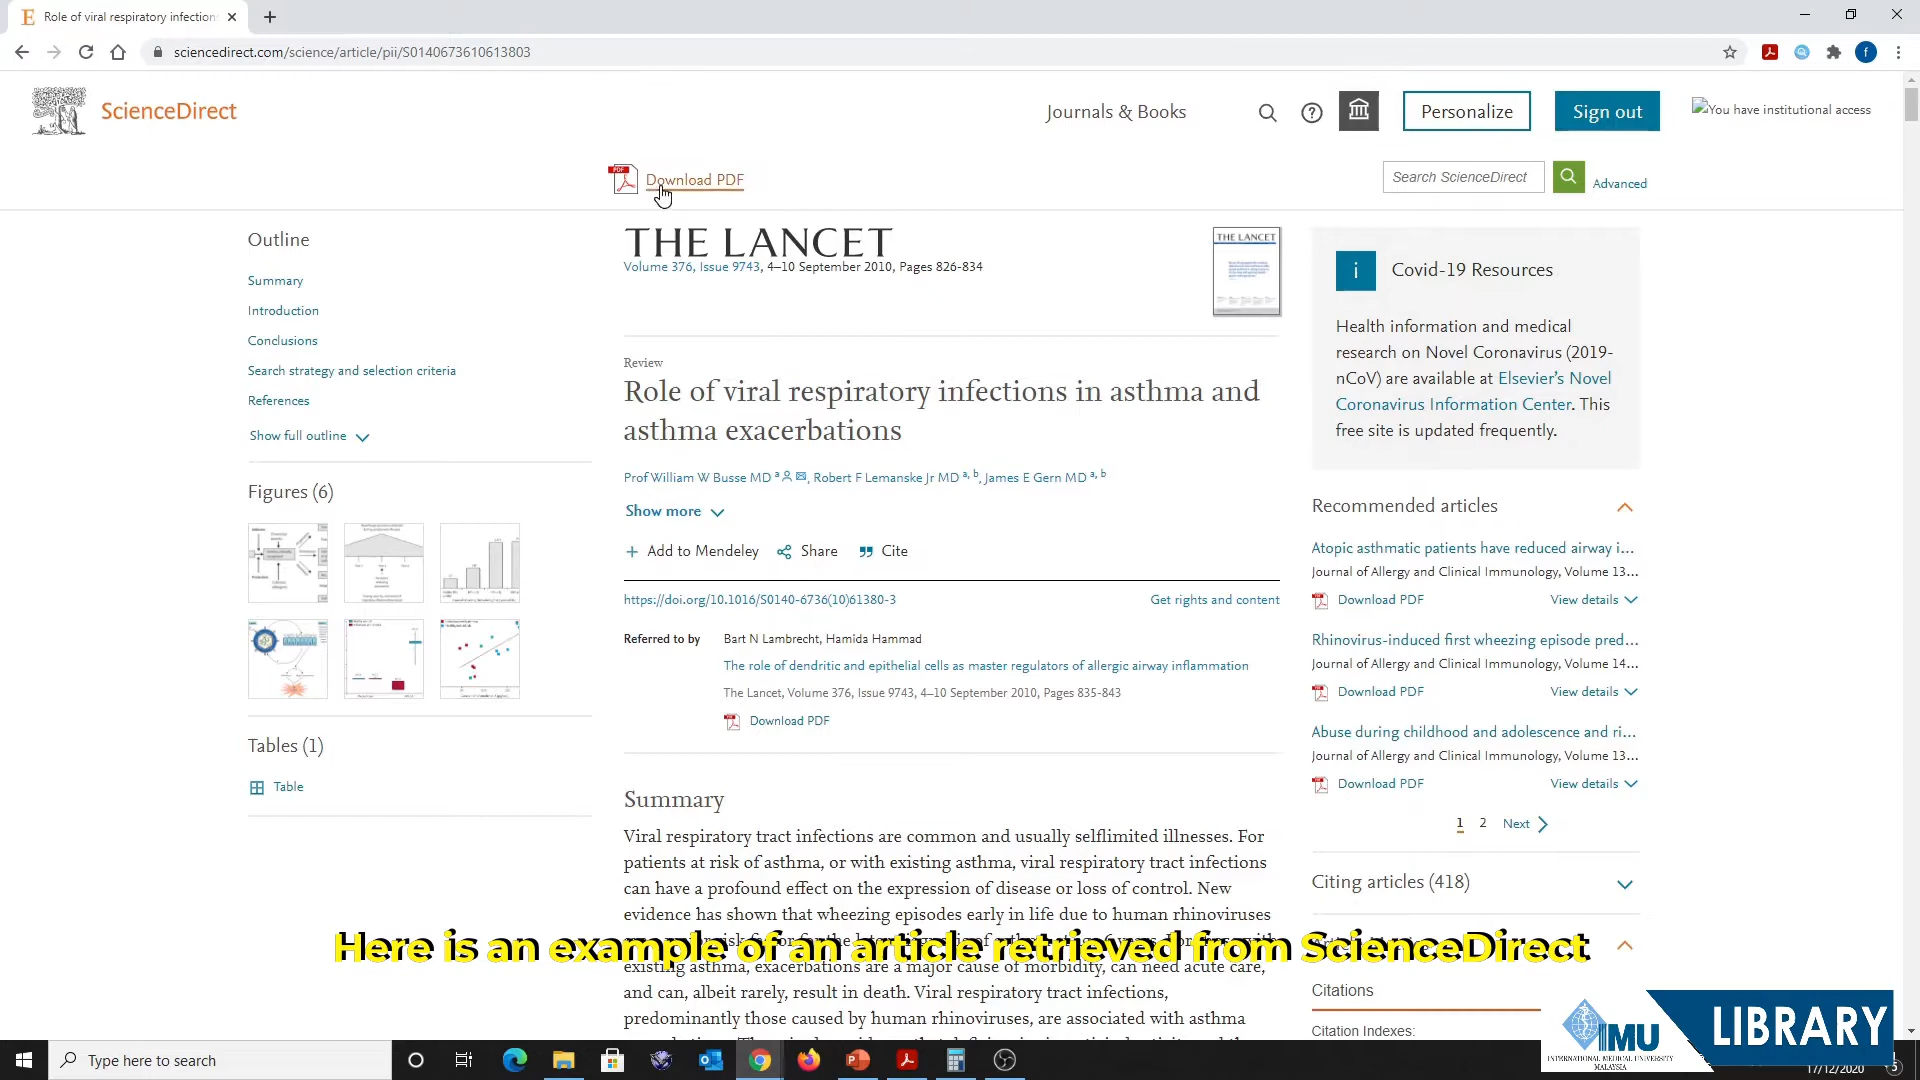 Role of viral respiratory infections
sciencedirect.com/science/article/pii/S0140673610613803
f
ScienceDirect
Journals & Books
Personalize
Sign out
You have institutional access
Download PDF
Search ScienceDirect
Advanced
Outline
Summary
Introduction
Conclusions
Search strategy and selection criteria
References
Show full outline
Figures (6)
Tables (1)
Table
THE LANCET
Volume 376, Issue 9743, 4–10 September 2010, Pages 826-834
THE LANCET
Review
Role of viral respiratory infections in asthma and
asthma exacerbations
Prof William W Busse MD a, Robert F Lemanske Jr MD a, b, James E Gern MD a, b
Show more
Add to Mendeley Share Cite
https://doi.org/10.1016/S0140-6736(10)61380-3
Get rights and content
Referred to by
Bart N Lambrecht, Hamida Hammad
The role of dendritic and epithelial cells as master regulators of allergic airway inflammation
The Lancet, Volume 376, Issue 9743, 4–10 September 2010, Pages 835-843
Download PDF
Summary
Viral respiratory tract infections are common and usually selflimited illnesses. For
patients at risk of asthma, or with existing asthma, viral respiratory tract infections
can have a profound effect on the expression of disease or loss of control. New
evidence has shown that wheezing episodes early in life due to human rhinoviruses
existing asthma, exacerbations are a major cause of morbidity, can need acute care,
and can, albeit rarely, result in death. Viral respiratory tract infections,
predominantly those caused by human rhinoviruses, are associated with asthma
i
Covid-19 Resources
Health information and medical
research on Novel Coronavirus (2019-
nCoV) are available at Elsevier's Novel
Coronavirus Information Center. This
free site is updated frequently.
Recommended articles
Atopic asthmatic patients have reduced airway i...
Journal of Allergy and Clinical Immunology, Volume 13...
Download PDF
View details
Rhinovirus-induced first wheezing episode pred...
Journal of Allergy and Clinical Immunology, Volume 14...
Download PDF
View details
Abuse during childhood and adolescence and ri...
Journal of Allergy and Clinical Immunology, Volume 13...
Download PDF
View details
1 2 Next
Citing articles (418)
Citations
Citation Indexes:
Here is an example of an article retrieved from ScienceDirect
IMU
INTERNATIONAL MEDICAL UNIVERSITY
MALAYSIA
LIBRARY
Type here to search
17/12/2020
5